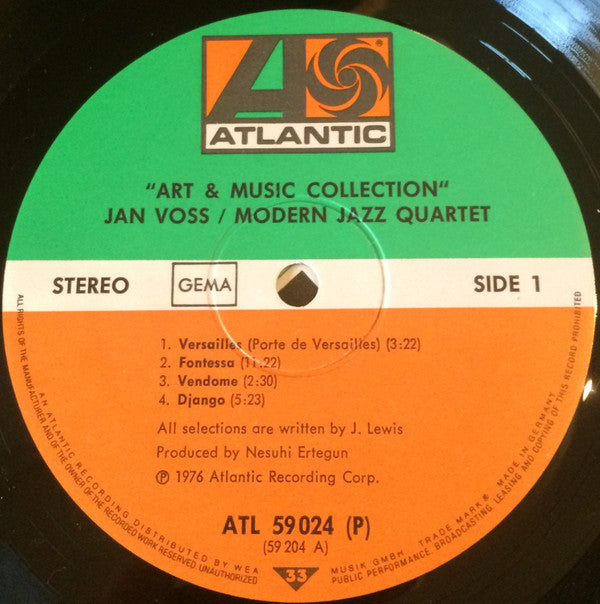 ATLANTIC
"ART & MUSIC COLLECTION"
JAN VOSS / MODERN JAZZ QUARTET
STEREO GEMA SIDE 1
1. Versailles (Porte de Versailles) (3:22)
2. Fontessa (11:22)
3. Vendome (2:30)
4. Django (5:23)
All selections are written by J. Lewis
Produced by Nesuhi Ertegun
℗ 1976 Atlantic Recording Corp.
ATL 59 024 (P)
(59 204 A)
33
ALL RIGHTS OF THE MANUFACTURER AND OF THE OWNER OF THE RECORDED WORK RESERVED. UNAUTHORIZED PUBLIC PERFORMANCE, BROADCASTING, LEASING AND COPYING OF THIS RECORD PROHIBITED
AN ATLANTIC RECORDING DISTRIBUTED BY WEA MUSIK GMBH TRADE MARK® MADE IN GERMANY